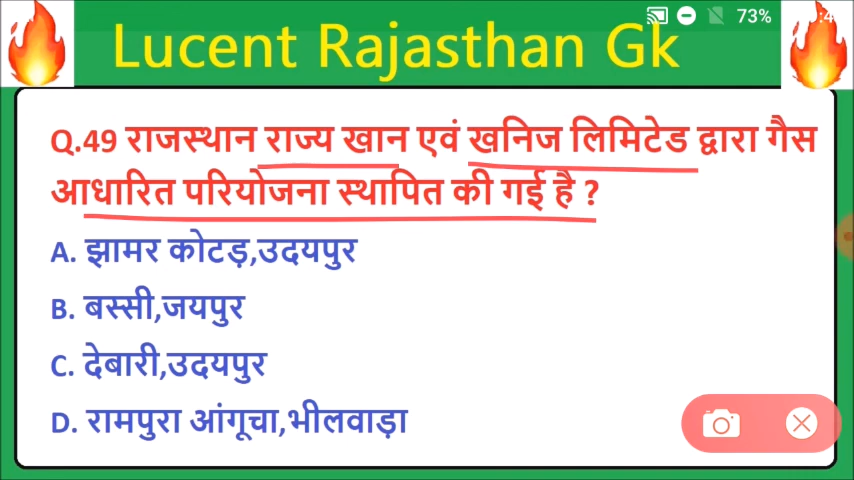 73%
Lucent Rajasthan Gk
Q.49 राजस्थान राज्य खान एवं खनिज लिमिटेड द्वारा गैस
आधारित परियोजना स्थापित की गई है ?
A. झामर कोटड़,उदयपुर
B. बस्सी,जयपुर
C. देबारी,उदयपुर
D. रामपुरा आंगूचा,भीलवाड़ा